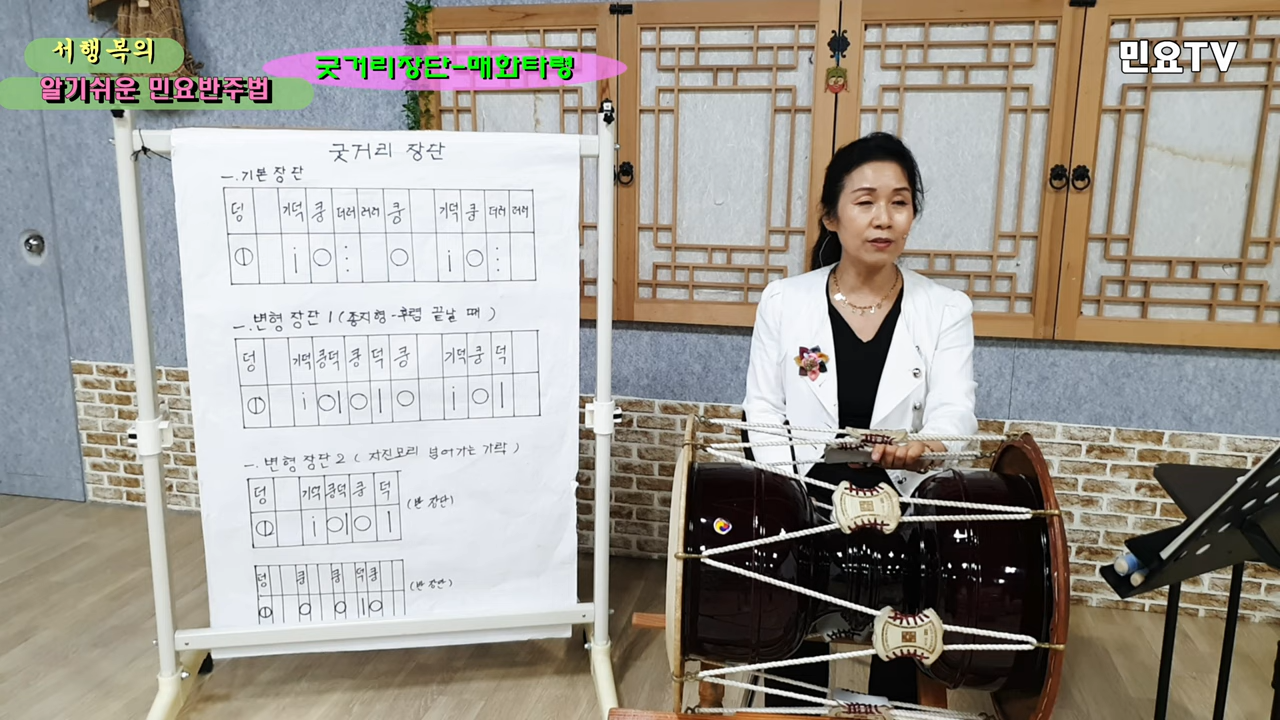 서행복의
알기쉬운 민요반주법
굿거리장단-매화타령
민요TV
굿거리 장단
一. 기본 장단
덩 기덕 쿵 더러 러러 쿵 기덕 쿵 더러 러러
一. 변형 장단 1 (종지형 - 후렴 끝날 때)
덩 기덕 쿵덕 쿵 덕 쿵 기덕 쿵 덕
一. 변형 장단 2 (자진모리 넘어가는 가락)
덩 기덕 쿵덕 쿵 덕
(반 장단)
덩 쿵 쿵 덕 쿵
(반 장단)